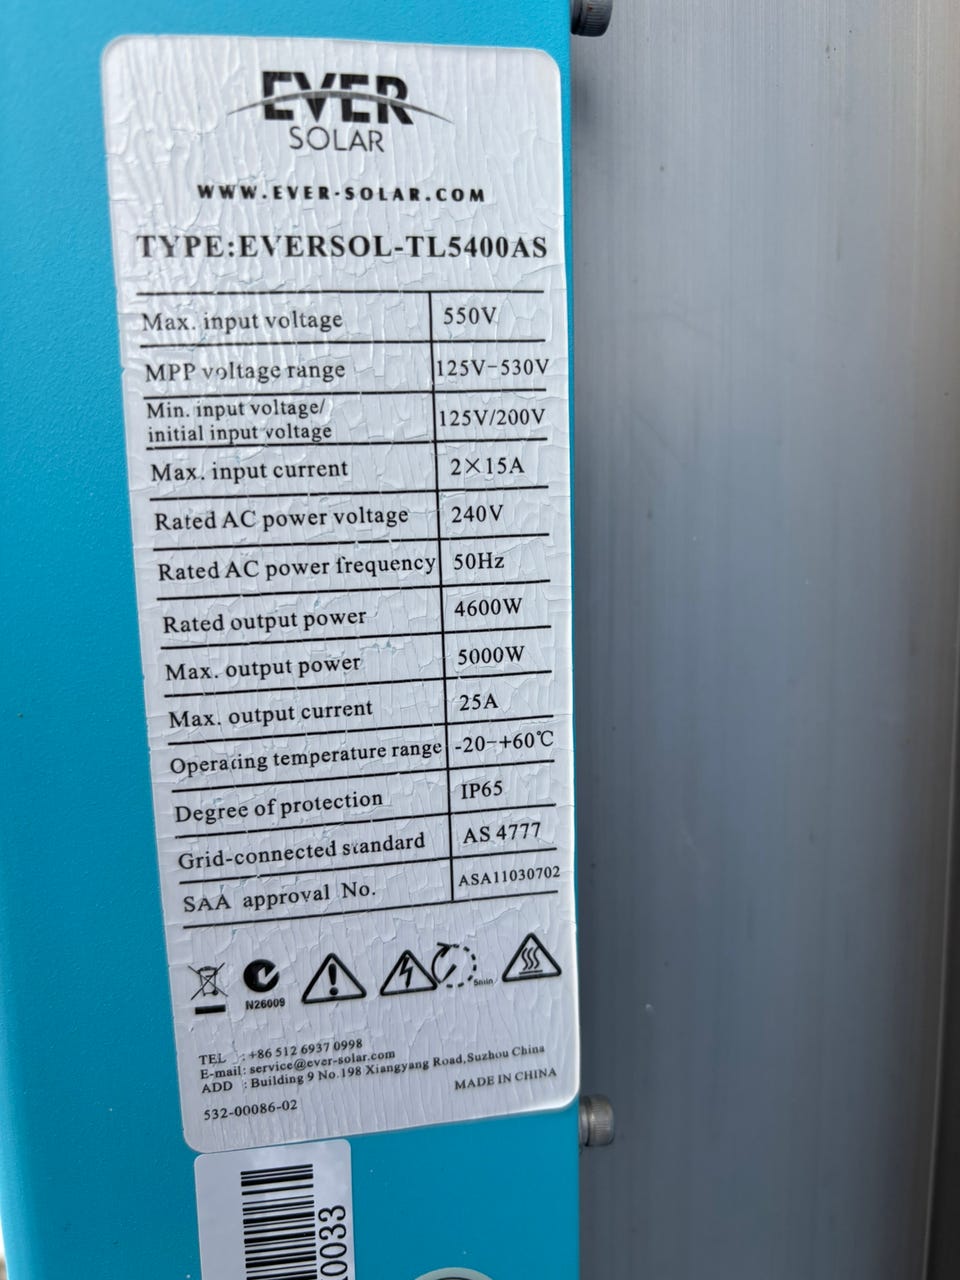 EVER
SOLAR
WWW.EVER-SOLAR.COM
TYPE:EVERSOL-TL5400AS
Max. input voltage 550V
MPP voltage range 125V-530V
Min. input voltage/
initial input voltage 125V/200V
Max. input current 2×15A
Rated AC power voltage 240V
Rated AC power frequency 50Hz
Rated output power 4600W
Max. output power 5000W
Max. output current 25A
Operating temperature range -20-+60℃
Degree of protection IP65
Grid-connected standard AS 4777
SAA approval No. ASA11030702
N26009
5min
TEL : +86 512 6937 0998
E-mail: service@ever-solar.com
ADD : Building 9 No.198 Xiangyang Road,Suzhou China
MADE IN CHINA
532-00086-02